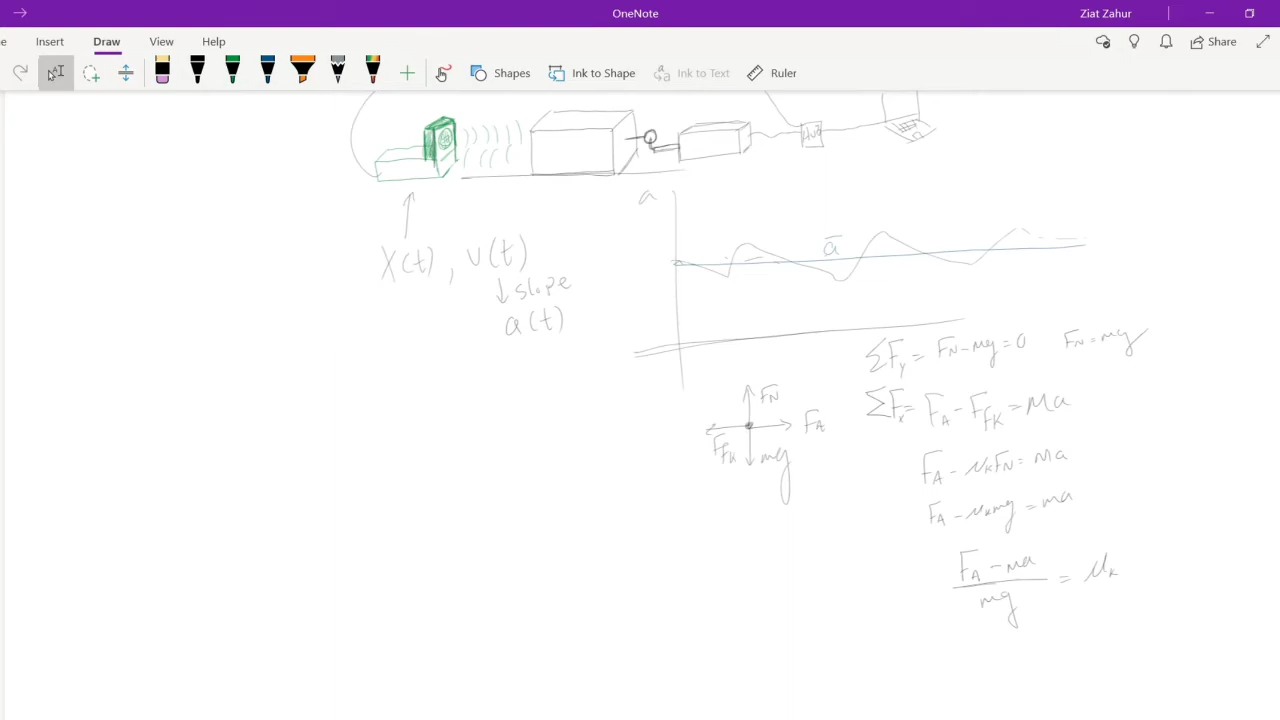 OneNote
Ziat Zahur
Insert Draw View Help
Share
Shapes
Ink to Shape
Ink to Text
Ruler
HUB
a
X(t), v(t)
↓ slope
a(t)
ā
ΣFy = FN - mg = 0 FN = mg
ΣFx = FA - FfK = Ma
FN
FA
FfK
mg
FA - μKFN = Ma
FA - μKmg = ma
FA - ma / mg = μK